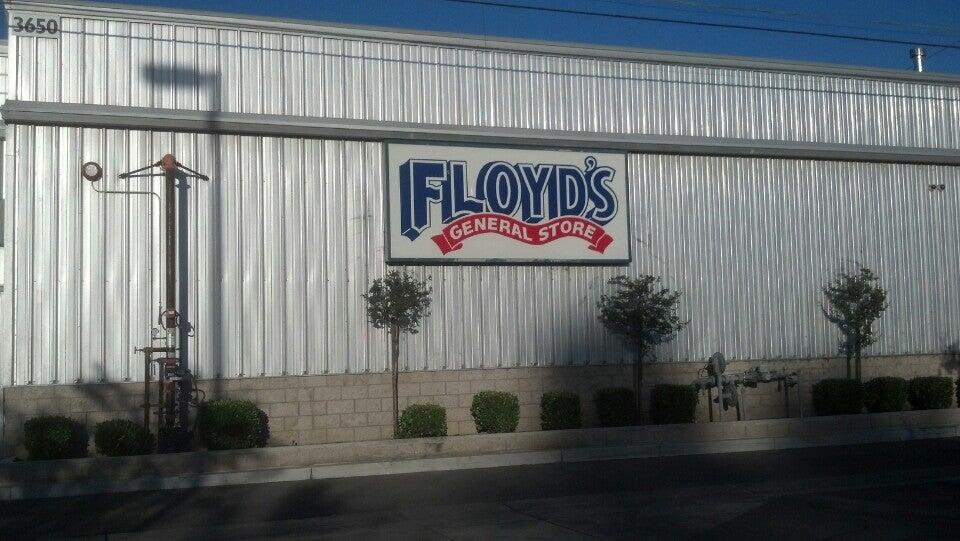 3650
FLOYD'S
GENERAL STORE